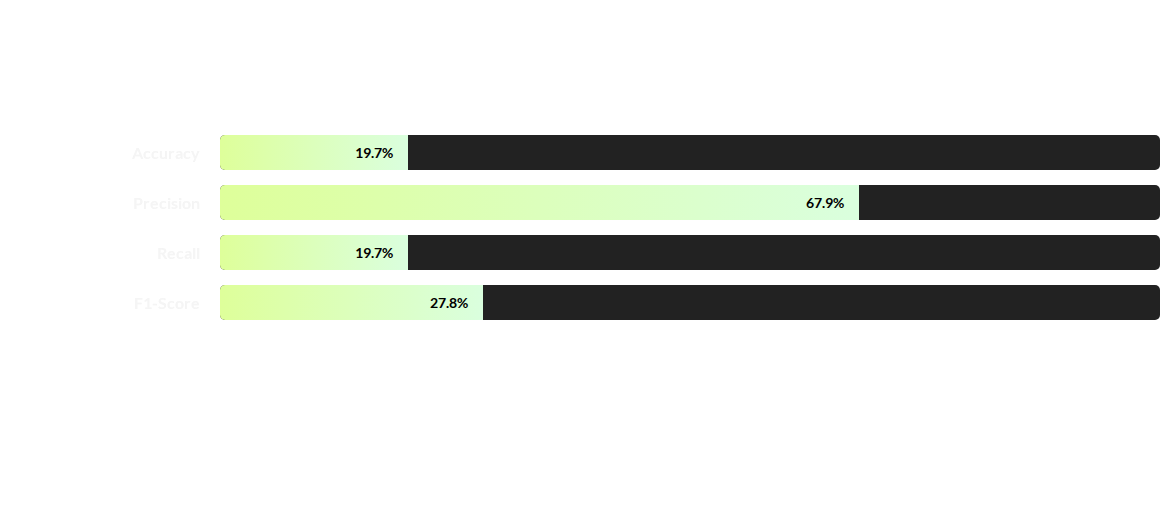 Accuracy 19.7%
Precision 67.9%
Recall 19.7%
F1-Score 27.8%